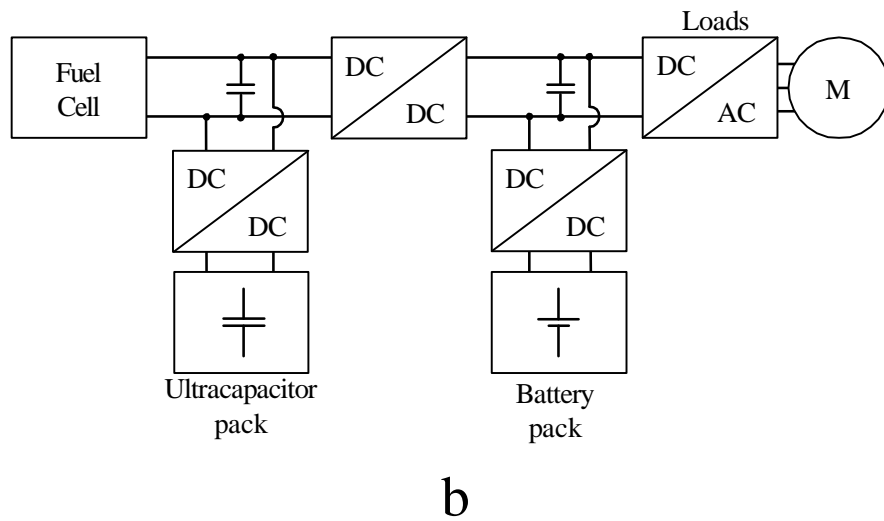 Loads
Fuel
Cell
DC
DC
DC
AC
M
DC
DC
DC
DC
Ultracapacitor
pack
Battery
pack
b